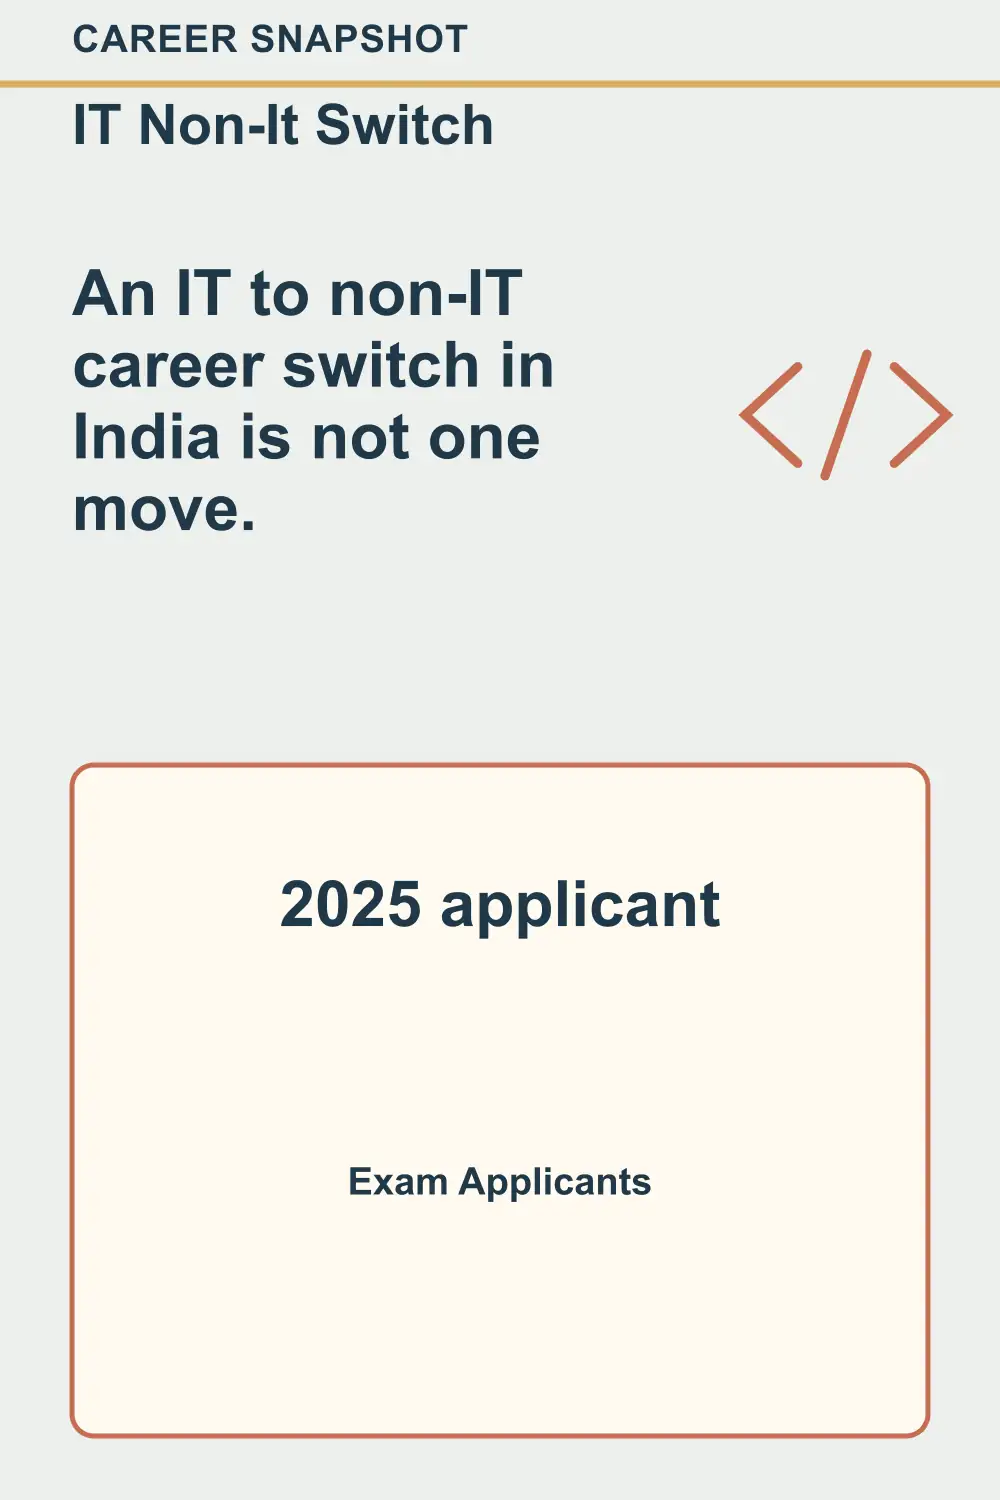 CAREER SNAPSHOT
IT Non-It Switch
An IT to non-IT
career switch in
India is not one
move.
2025 applicant
Exam Applicants